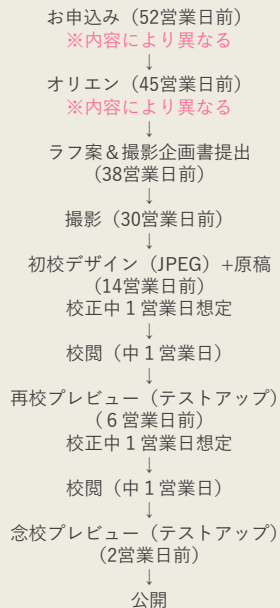 お申込み（52営業日前）
※内容により異なる
↓
オリエン（45営業日前）
※内容により異なる
↓
ラフ案＆撮影企画書提出
（38営業日前）
↓
撮影（30営業日前）
↓
初校デザイン（JPEG）+原稿
（14営業日前）
校正中１営業日想定
↓
校閲（中１営業日）
↓
再校プレビュー（テストアップ）
（６営業日前）
校正中１営業日想定
↓
校閲（中１営業日）
↓
念校プレビュー（テストアップ）
（2営業日前）
↓
公開